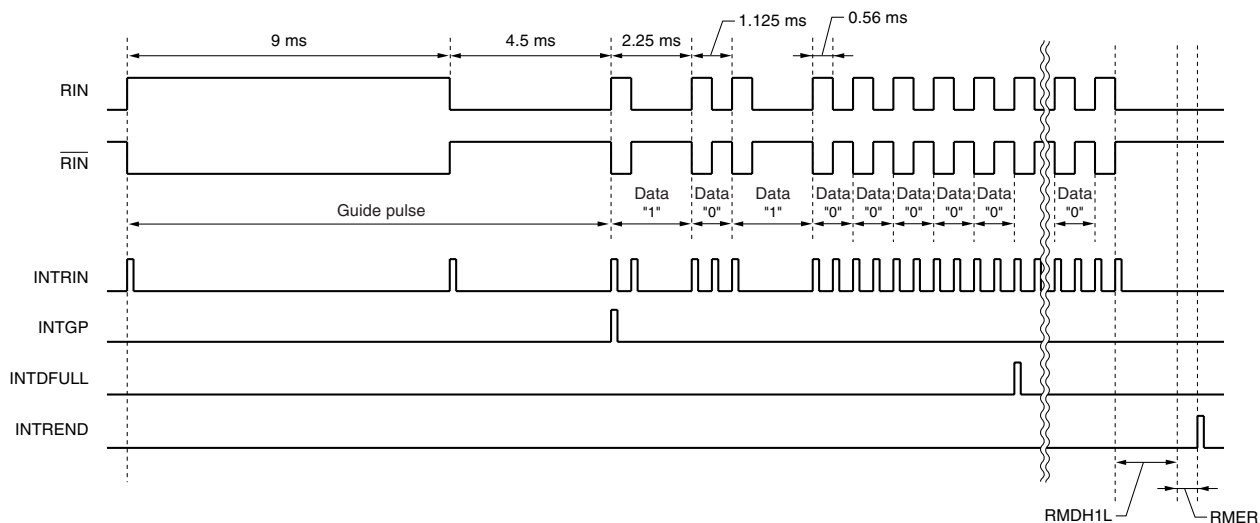 1.125 ms
0.56 ms
9 ms
4.5 ms
2.25 ms
RIN
RIN
Guide pulse
Data "1"
Data "0"
Data "1"
Data "0"
Data "0"
Data "0"
Data "0"
Data "0"
Data "0"
INTRIN
INTGP
INTDFULL
INTREND
RMDH1L
RMER